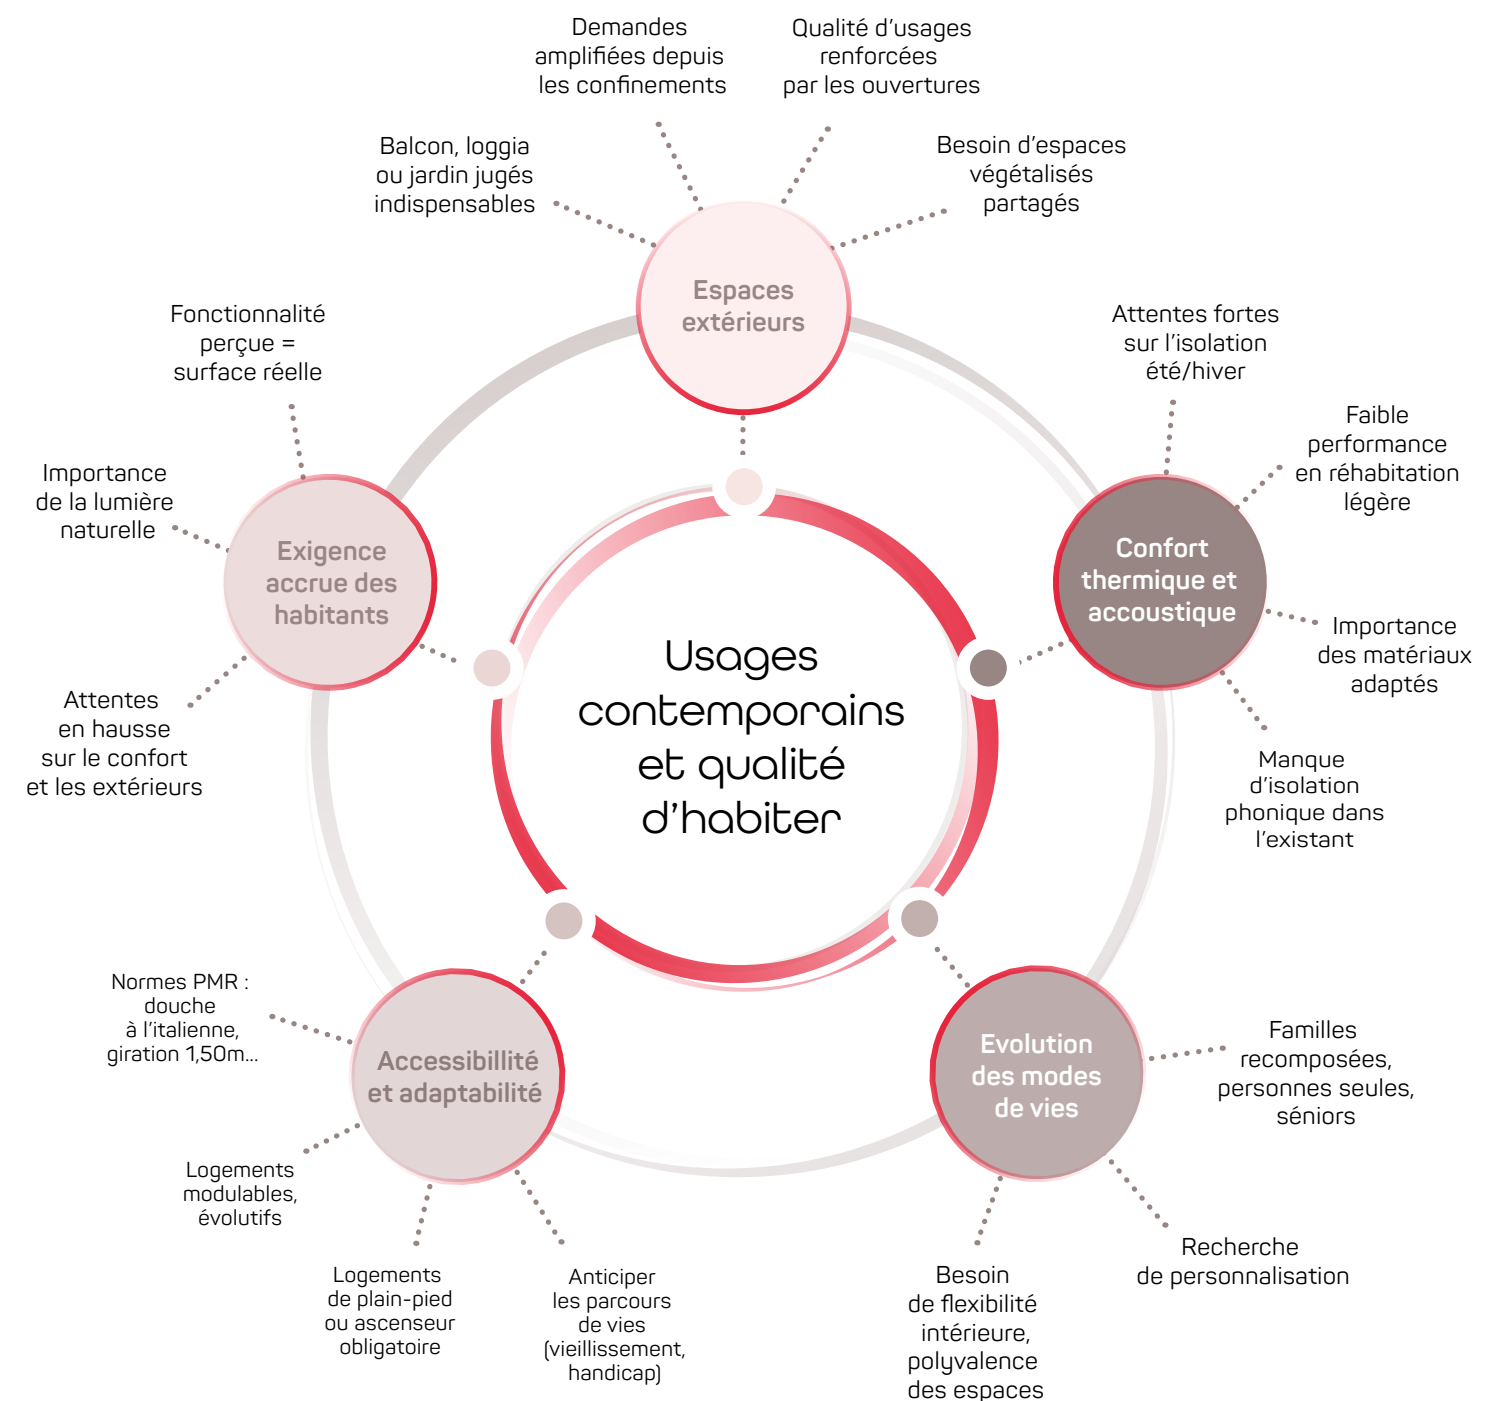 Demandes
amplifiées depuis
les confinements
Qualité d'usages
renforcées
par les ouvertures
Balcon, loggia
ou jardin jugés
indispensables
Besoin d'espaces
végétalisés
partagés
Espaces
extérieurs
Fonctionnalité
perçue =
surface réelle
Importance
de la lumière
naturelle
Exigence
accrue des
habitants
Attentes
en hausse
sur le confort
et les extérieurs
Attentes fortes
sur l'isolation
été/hiver
Faible
performance
en réhabitation
légère
Confort
thermique et
accoustique
Importance
des matériaux
adaptés
Manque
d'isolation
phonique dans
l'existant
Usages
contemporains
et qualité
d'habiter
Normes PMR :
douche
à l'italienne,
giration 1,50m...
Accessibillité
et adaptabilité
Logements
modulables,
évolutifs
Logements
de plain-pied
ou ascenseur
obligatoire
Anticiper
les parcours
de vies
(vieillissement,
handicap)
Evolution
des modes
de vies
Familles
recomposées,
personnes seules,
séniors
Recherche
de personnalisation
Besoin
de flexibilité
intérieure,
polyvalence
des espaces